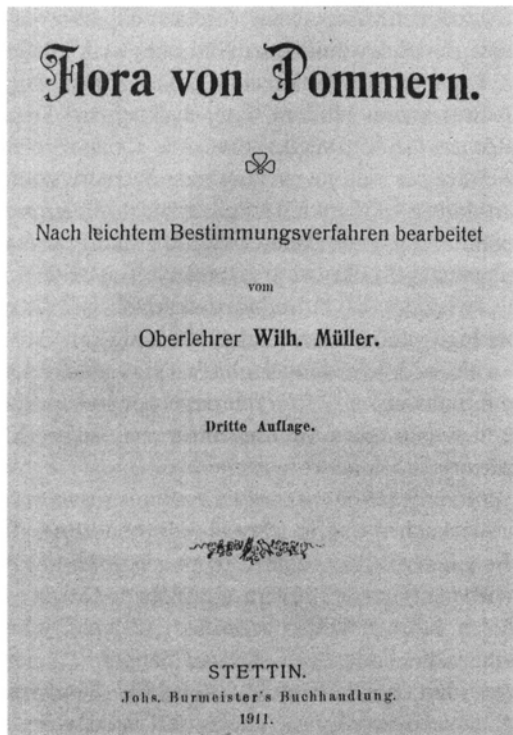 Flora von Pommern.
Nach leichtem Bestimmungsverfahren bearbeitet
vom
Oberlehrer Wilh. Müller.
Dritte Auflage.
STETTIN.
Johs. Burmeister's Buchhandlung.
1911.